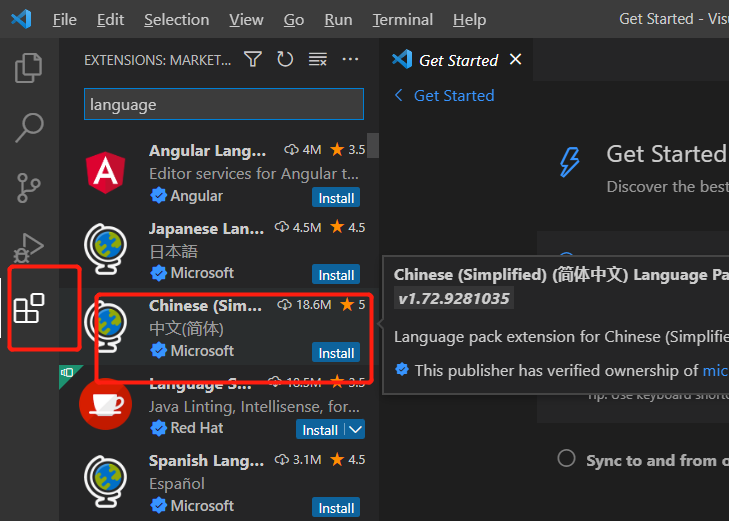 File Edit Selection View Go Run Terminal Help Get Started - Visu
EXTENSIONS: MARKET...
Get Started
language
Get Started
Angular Lang... 4M 3.5
Editor services for Angular t...
Angular Install
Japanese Lan... 4.5M 4.5
日本語
Microsoft Install
Chinese (Sim... 18.6M 5
中文(简体)
Microsoft Install
Language S... 18.5M 3.5
Java Linting, Intellisense, for...
Red Hat Install
Spanish Lang... 3.1M 4.5
Español
Microsoft Install
Get Started
Discover the best
Chinese (Simplified) (简体中文) Language Pa
v1.72.9281035
Language pack extension for Chinese (Simplifie
This publisher has verified ownership of mic
Tip: Use keyboard shortc
Sync to and from o